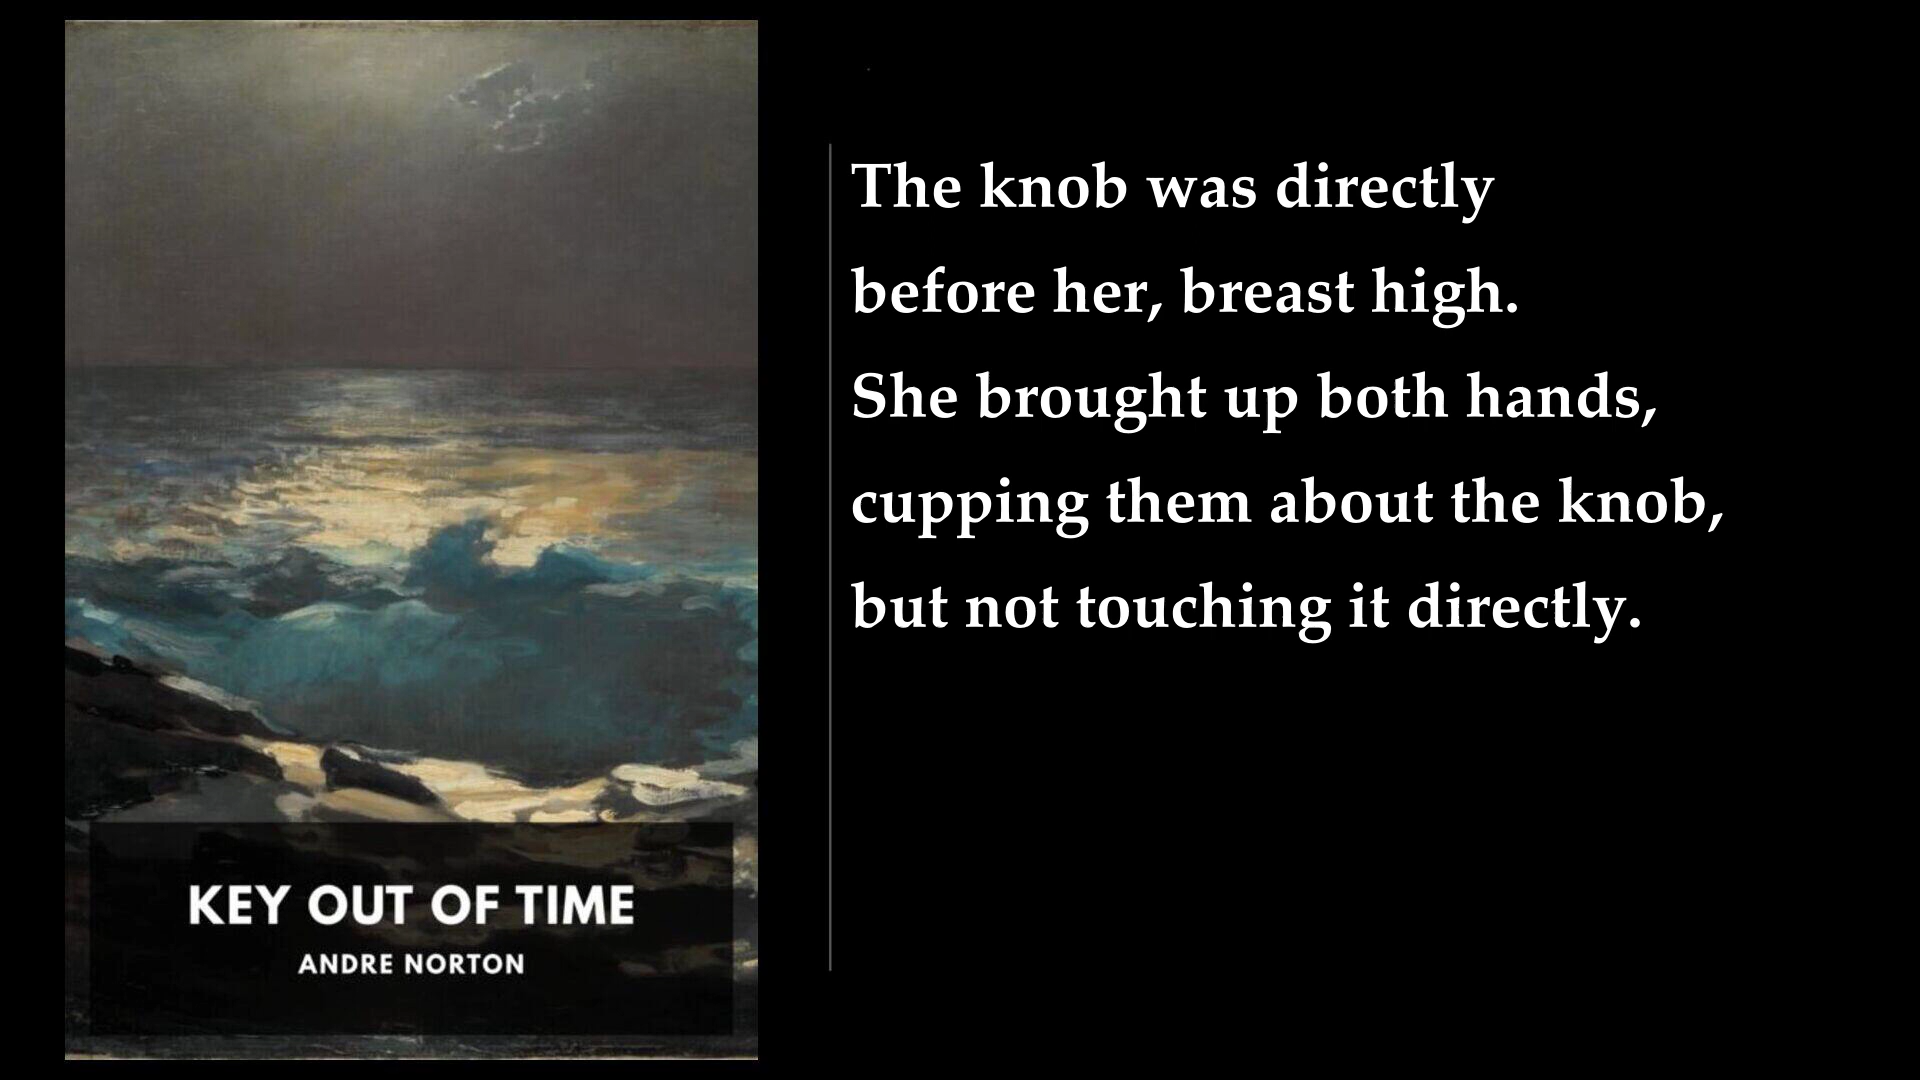 The knob was directly
before her, breast high.
She brought up both hands,
cupping them about the knob,
but not touching it directly.
KEY OUT OF TIME
ANDRE NORTON